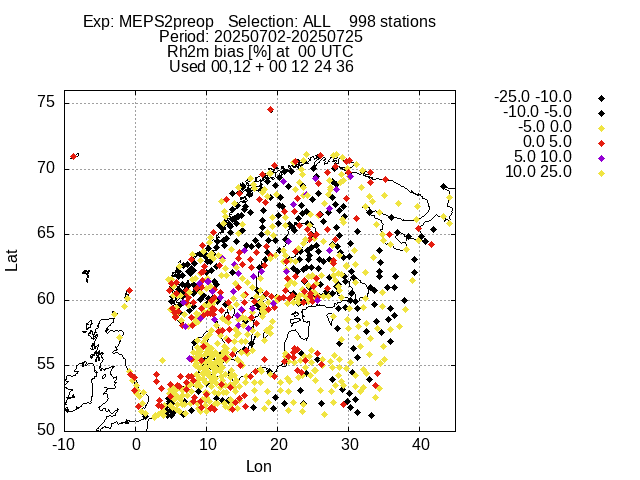 Exp: MEPS2preop Selection: ALL 998 stations
Period: 20250702-20250725
Rh2m bias [%] at 00 UTC
Used 00,12 + 00 12 24 36
-25.0 -10.0
-10.0 -5.0
-5.0 0.0
0.0 5.0
5.0 10.0
10.0 25.0
75
70
65
60
55
50
Lat
-10 0 10 20 30 40
Lon